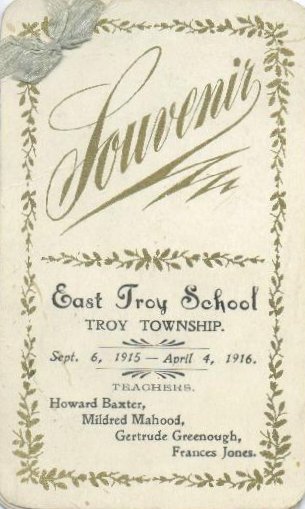 Souvenir
East Troy School
TROY TOWNSHIP.
Sept. 6, 1915 — April 4, 1916.
TEACHERS.
Howard Baxter,
Mildred Mahood,
Gertrude Greenough,
Frances Jones.